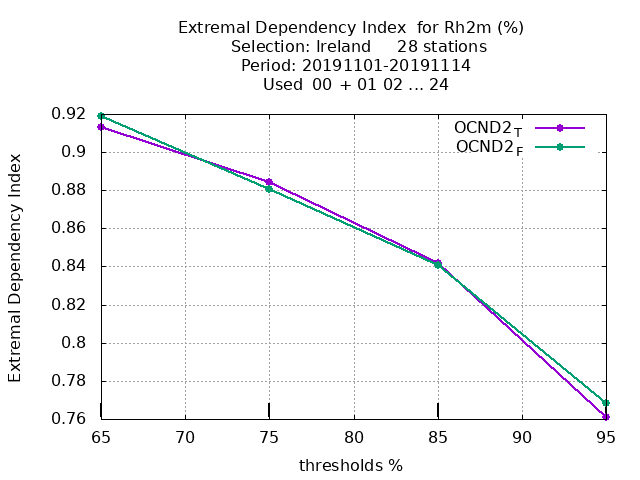 Extremal Dependency Index  for Rh2m (%)
Selection: Ireland     28 stations
Period: 20191101-20191114
Used  00  + 01 02 ... 24
OCND2T
OCND2F
Extremal Dependency Index
0.92
0.9
0.88
0.86
0.84
0.82
0.8
0.78
0.76
65 70 75 80 85 90 95
thresholds %